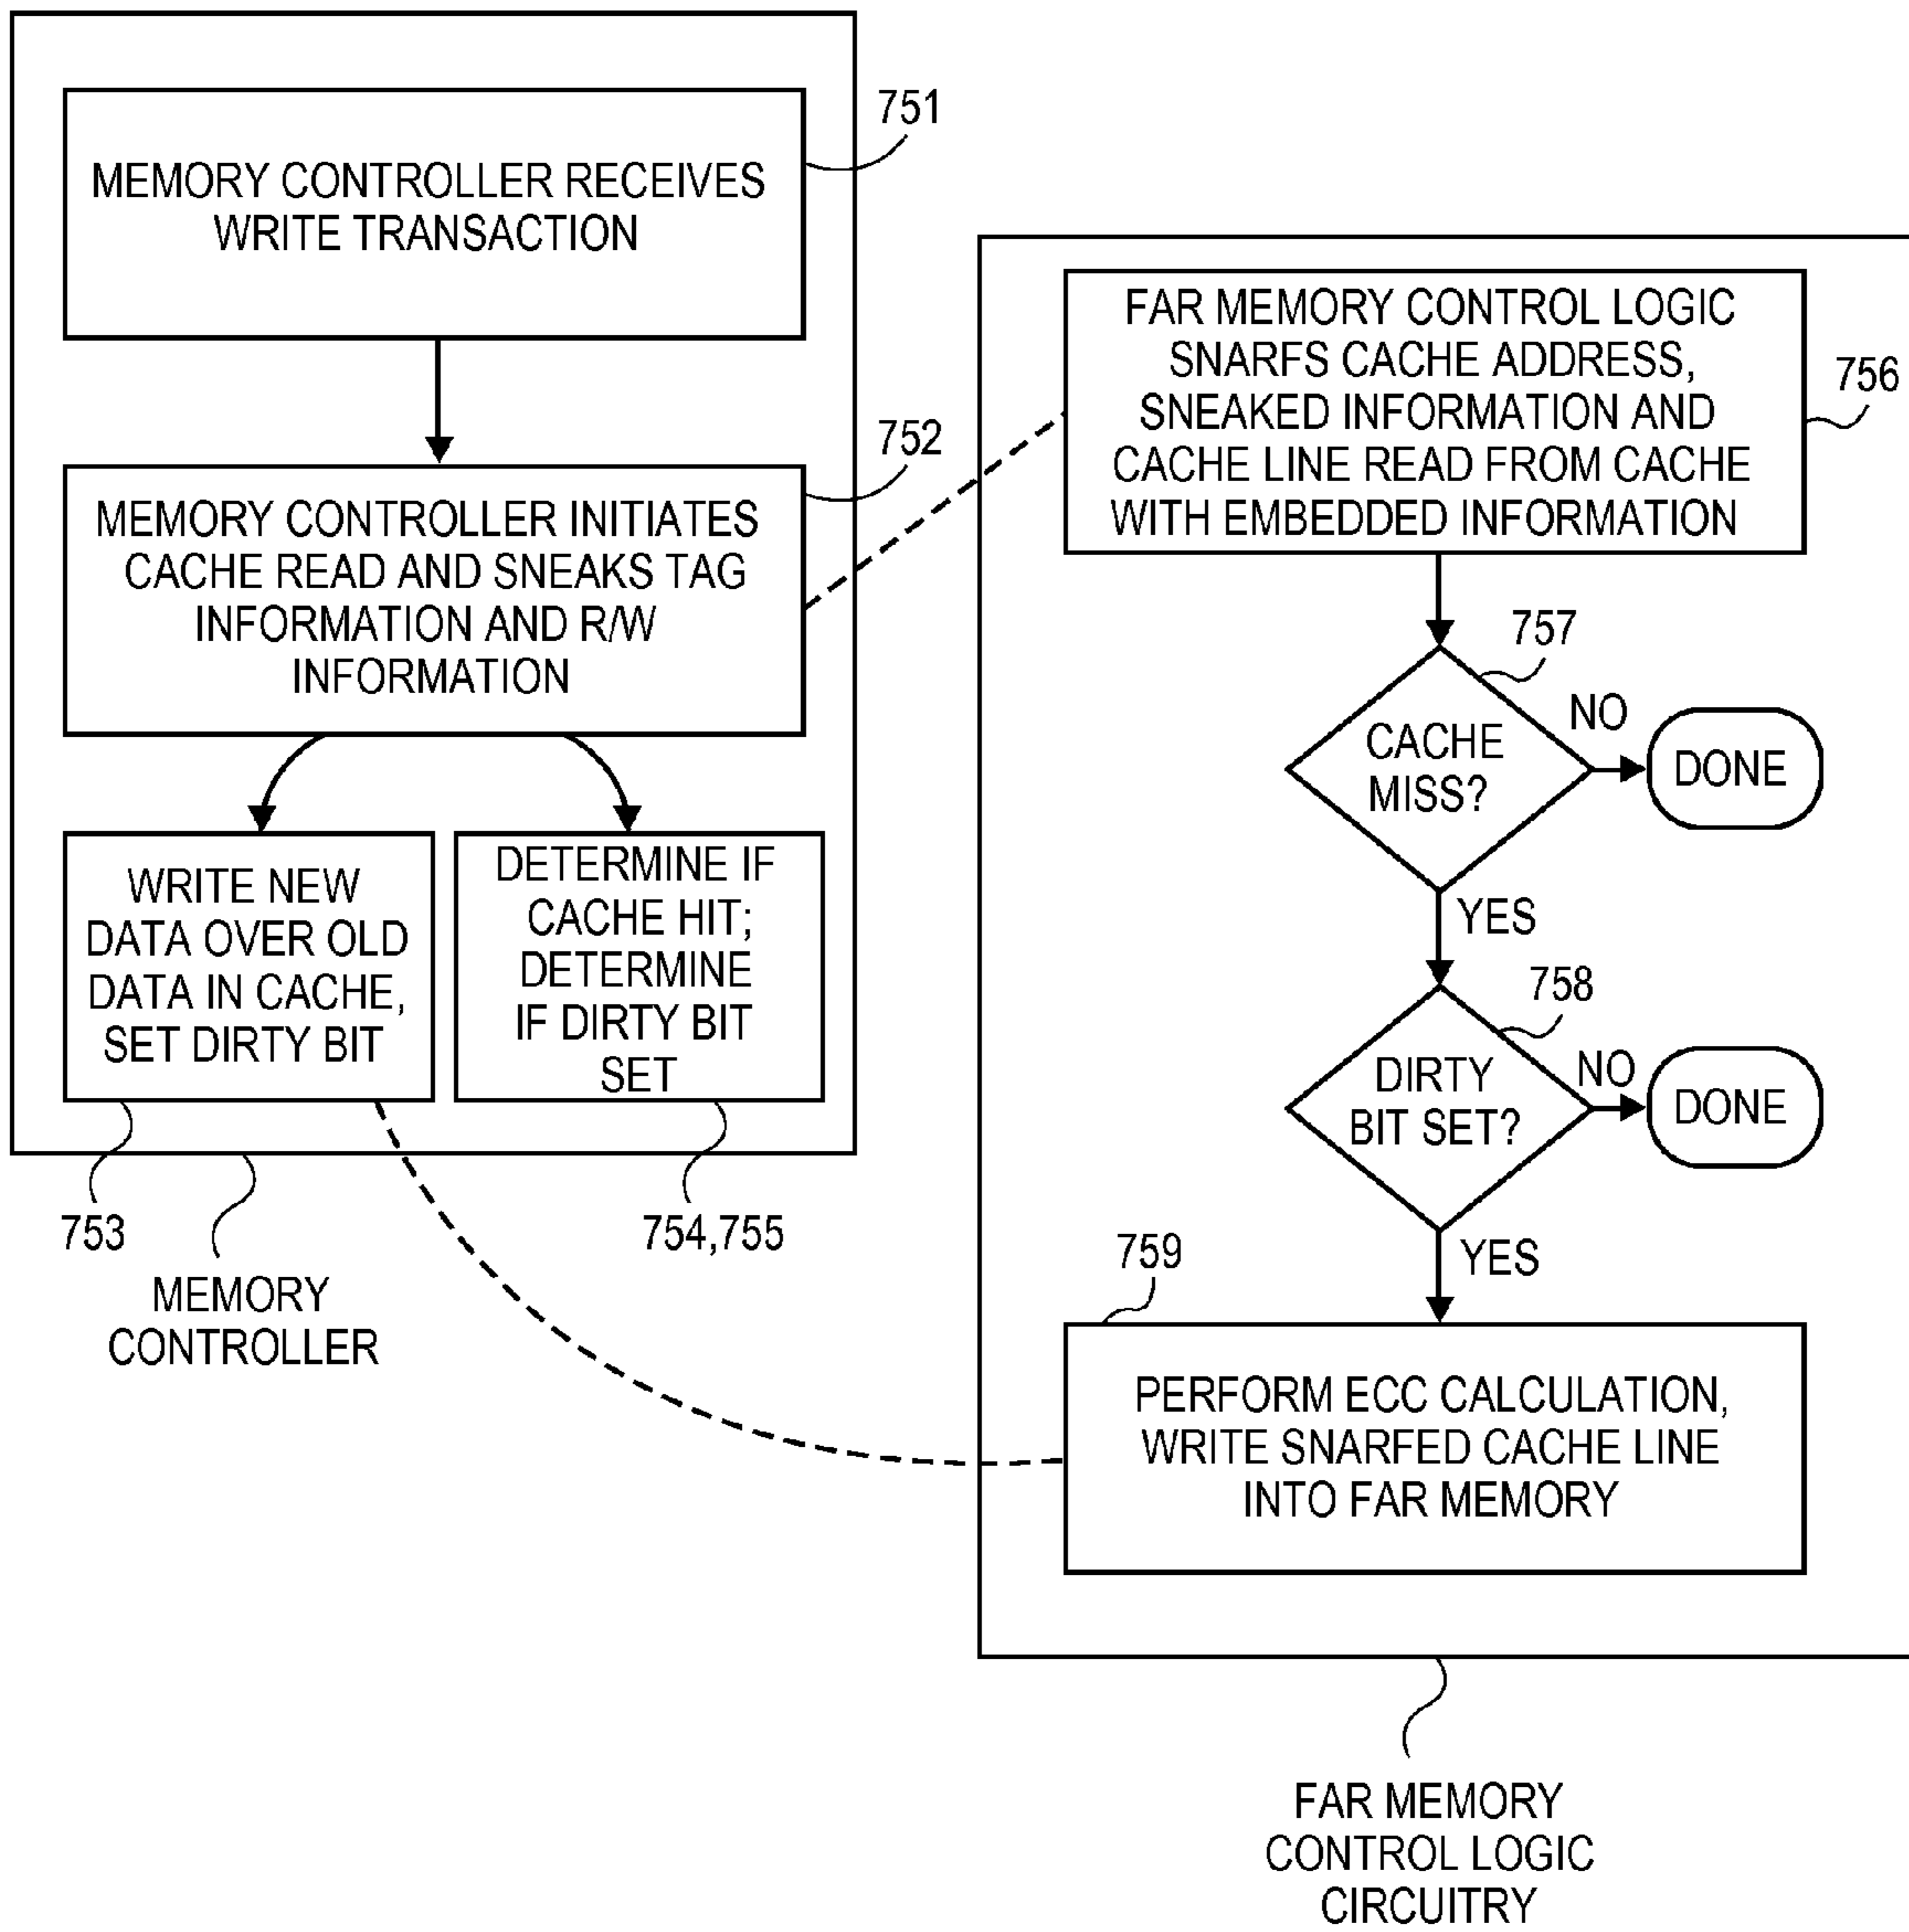 751
MEMORY CONTROLLER RECEIVES
WRITE TRANSACTION
752
MEMORY CONTROLLER INITIATES
CACHE READ AND SNEAKS TAG
INFORMATION AND R/W
INFORMATION
WRITE NEW
DATA OVER OLD
DATA IN CACHE,
SET DIRTY BIT
DETERMINE IF
CACHE HIT;
DETERMINE
IF DIRTY BIT
SET
753
754,755
MEMORY
CONTROLLER
FAR MEMORY CONTROL LOGIC
SNARFS CACHE ADDRESS,
SNEAKED INFORMATION AND
CACHE LINE READ FROM CACHE
WITH EMBEDDED INFORMATION
756
757
CACHE
MISS?
NO
DONE
YES
758
DIRTY
BIT SET?
NO
DONE
YES
759
PERFORM ECC CALCULATION,
WRITE SNARFED CACHE LINE
INTO FAR MEMORY
FAR MEMORY
CONTROL LOGIC
CIRCUITRY